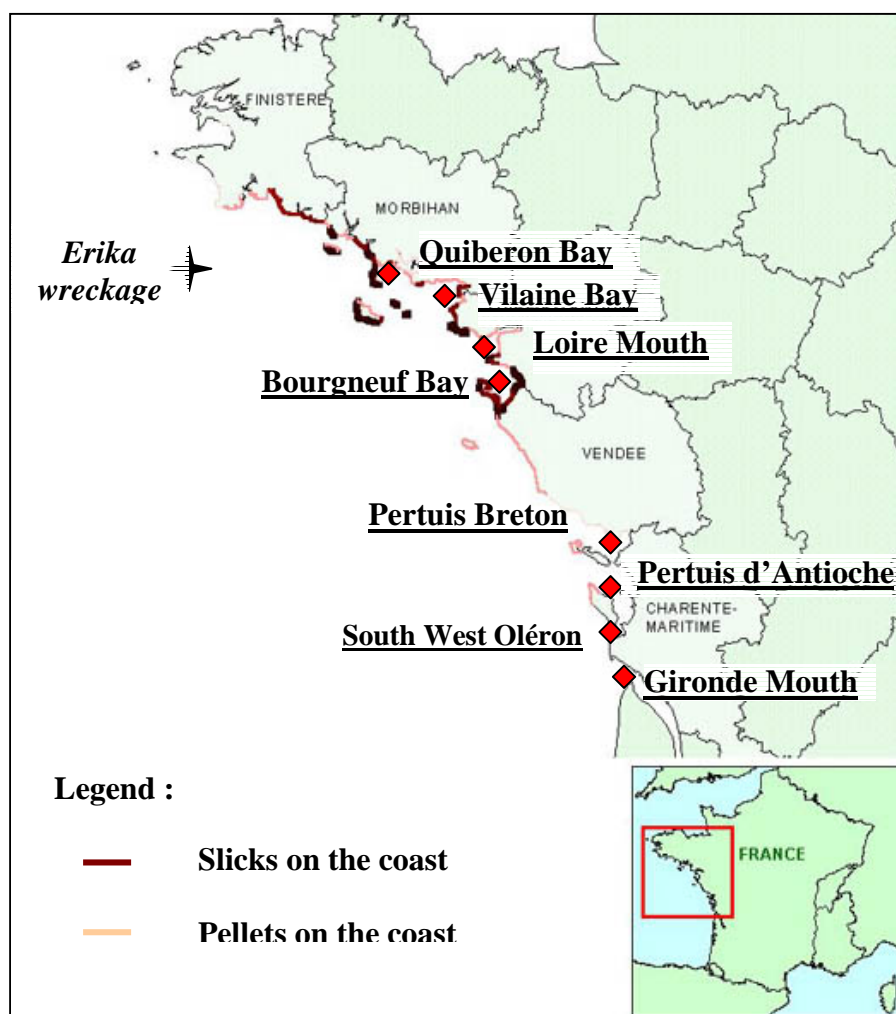 FINISTERE
MORBIHAN
Erika
wreckage
Quiberon Bay
Vilaine Bay
Loire Mouth
Bourgneuf Bay
VENDEE
Pertuis Breton
Pertuis d’Antioche
CHARENTE-
MARITIME
South West Oléron
Gironde Mouth
Legend :
Slicks on the coast
Pellets on the coast
FRANCE